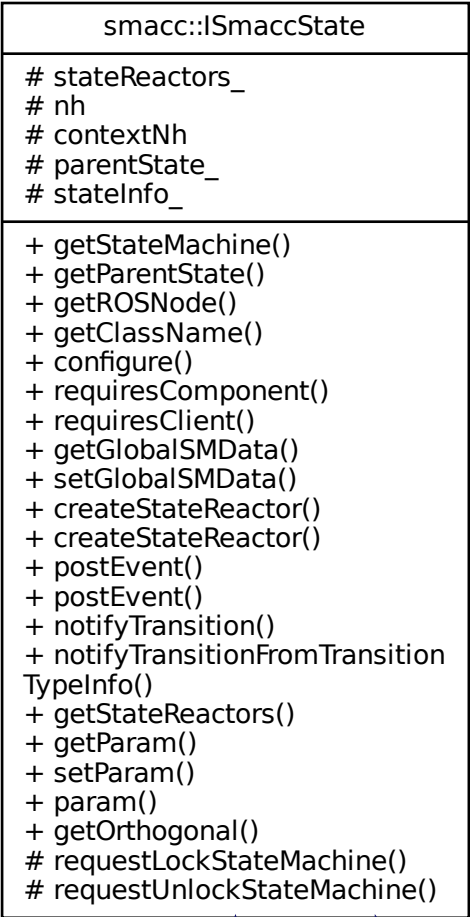 smacc::ISmaccState
# stateReactors_
# nh
# contextNh
# parentState_
# stateInfo_
+ getStateMachine()
+ getParentState()
+ getROSNode()
+ getClassName()
+ configure()
+ requiresComponent()
+ requiresClient()
+ getGlobalSMData()
+ setGlobalSMData()
+ createStateReactor()
+ createStateReactor()
+ postEvent()
+ postEvent()
+ notifyTransition()
+ notifyTransitionFromTransition
TypeInfo()
+ getStateReactors()
+ getParam()
+ setParam()
+ param()
+ getOrthogonal()
# requestLockStateMachine()
# requestUnlockStateMachine()